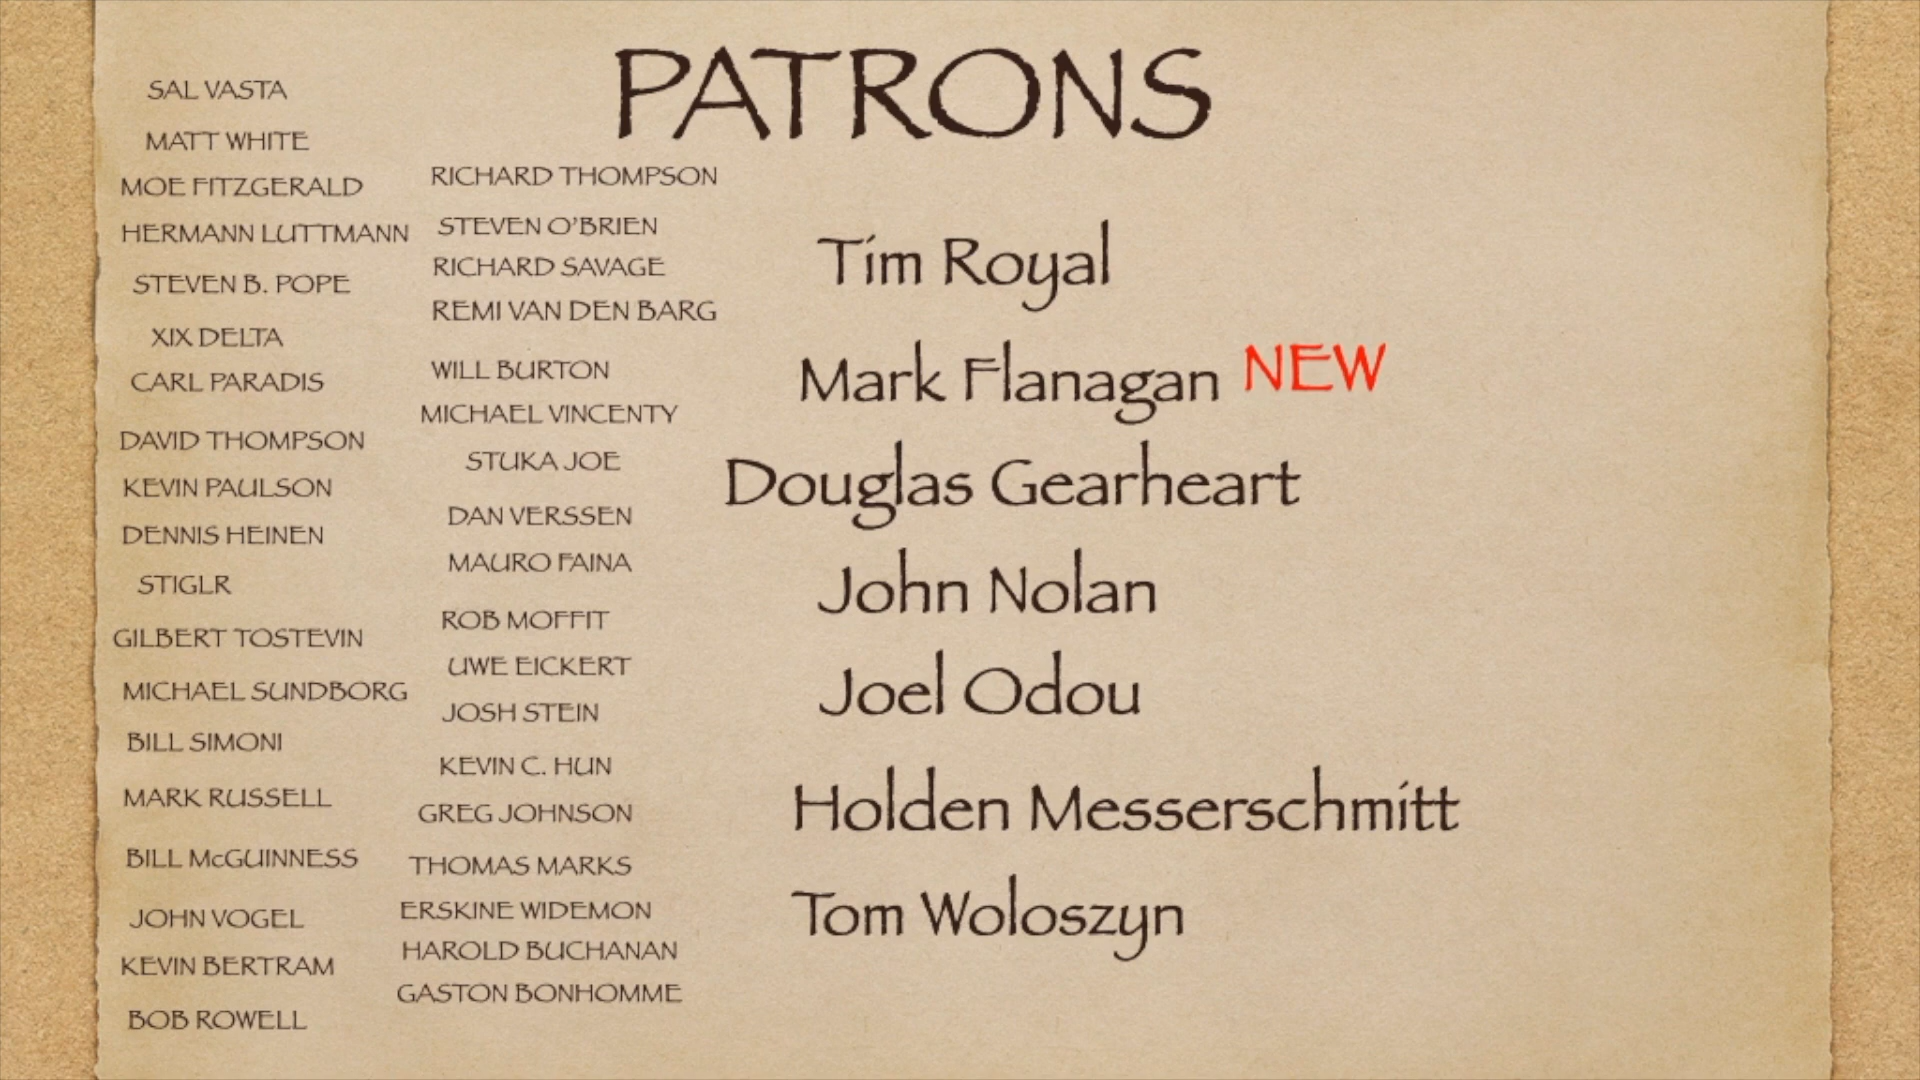 PATRONS
SAL VASTA
MATT WHITE
MOE FITZGERALD
HERMANN LUTTMANN
STEVEN B. POPE
XIX DELTA
CARL PARADIS
DAVID THOMPSON
KEVIN PAULSON
DENNIS HEINEN
STIGLR
GILBERT TOSTEVIN
MICHAEL SUNDBORG
BILL SIMONI
MARK RUSSELL
BILL McGUINNESS
JOHN VOGEL
KEVIN BERTRAM
BOB ROWELL
RICHARD THOMPSON
STEVEN O'BRIEN
RICHARD SAVAGE
REMI VAN DEN BARG
WILL BURTON
MICHAEL VINCENTY
STUKA JOE
DAN VERSSEN
MAURO FAINA
ROB MOFFIT
UWE EICKERT
JOSH STEIN
KEVIN C. HUN
GREG JOHNSON
THOMAS MARKS
ERSKINE WIDEMON
HAROLD BUCHANAN
GASTON BONHOMME
Tim Royal
Mark Flanagan NEW
Douglas Gearheart
John Nolan
Joel Odou
Holden Messerschmitt
Tom Woloszyn